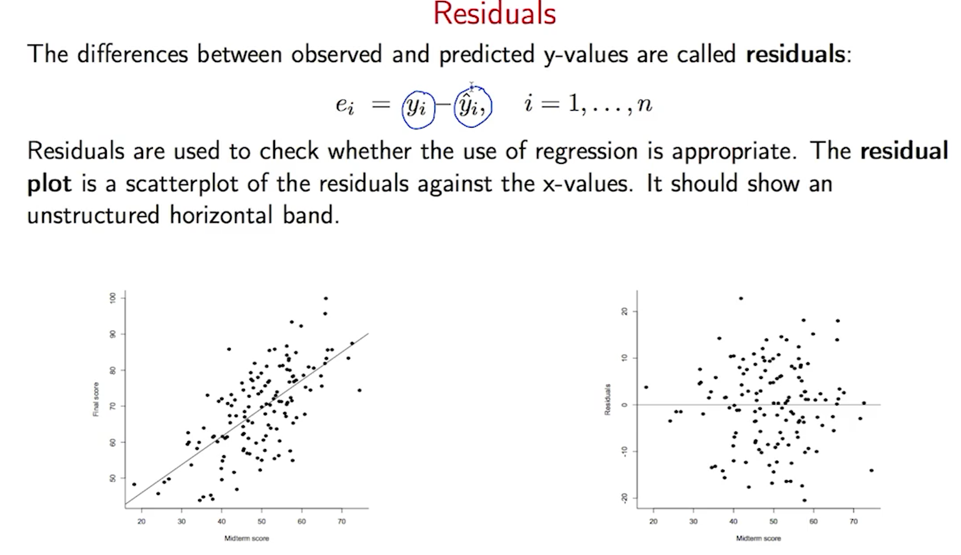 Residuals
The differences between observed and predicted y-values are called residuals:
eᵢ = yᵢ − ŷᵢ, i = 1, . . . , n
Residuals are used to check whether the use of regression is appropriate. The residual
plot is a scatterplot of the residuals against the x-values. It should show an
unstructured horizontal band.
Final score
100
90
80
70
60
50
20 30 40 50 60 70
Midterm score
Residuals
20
10
0
-10
-20
20 30 40 50 60 70
Midterm score